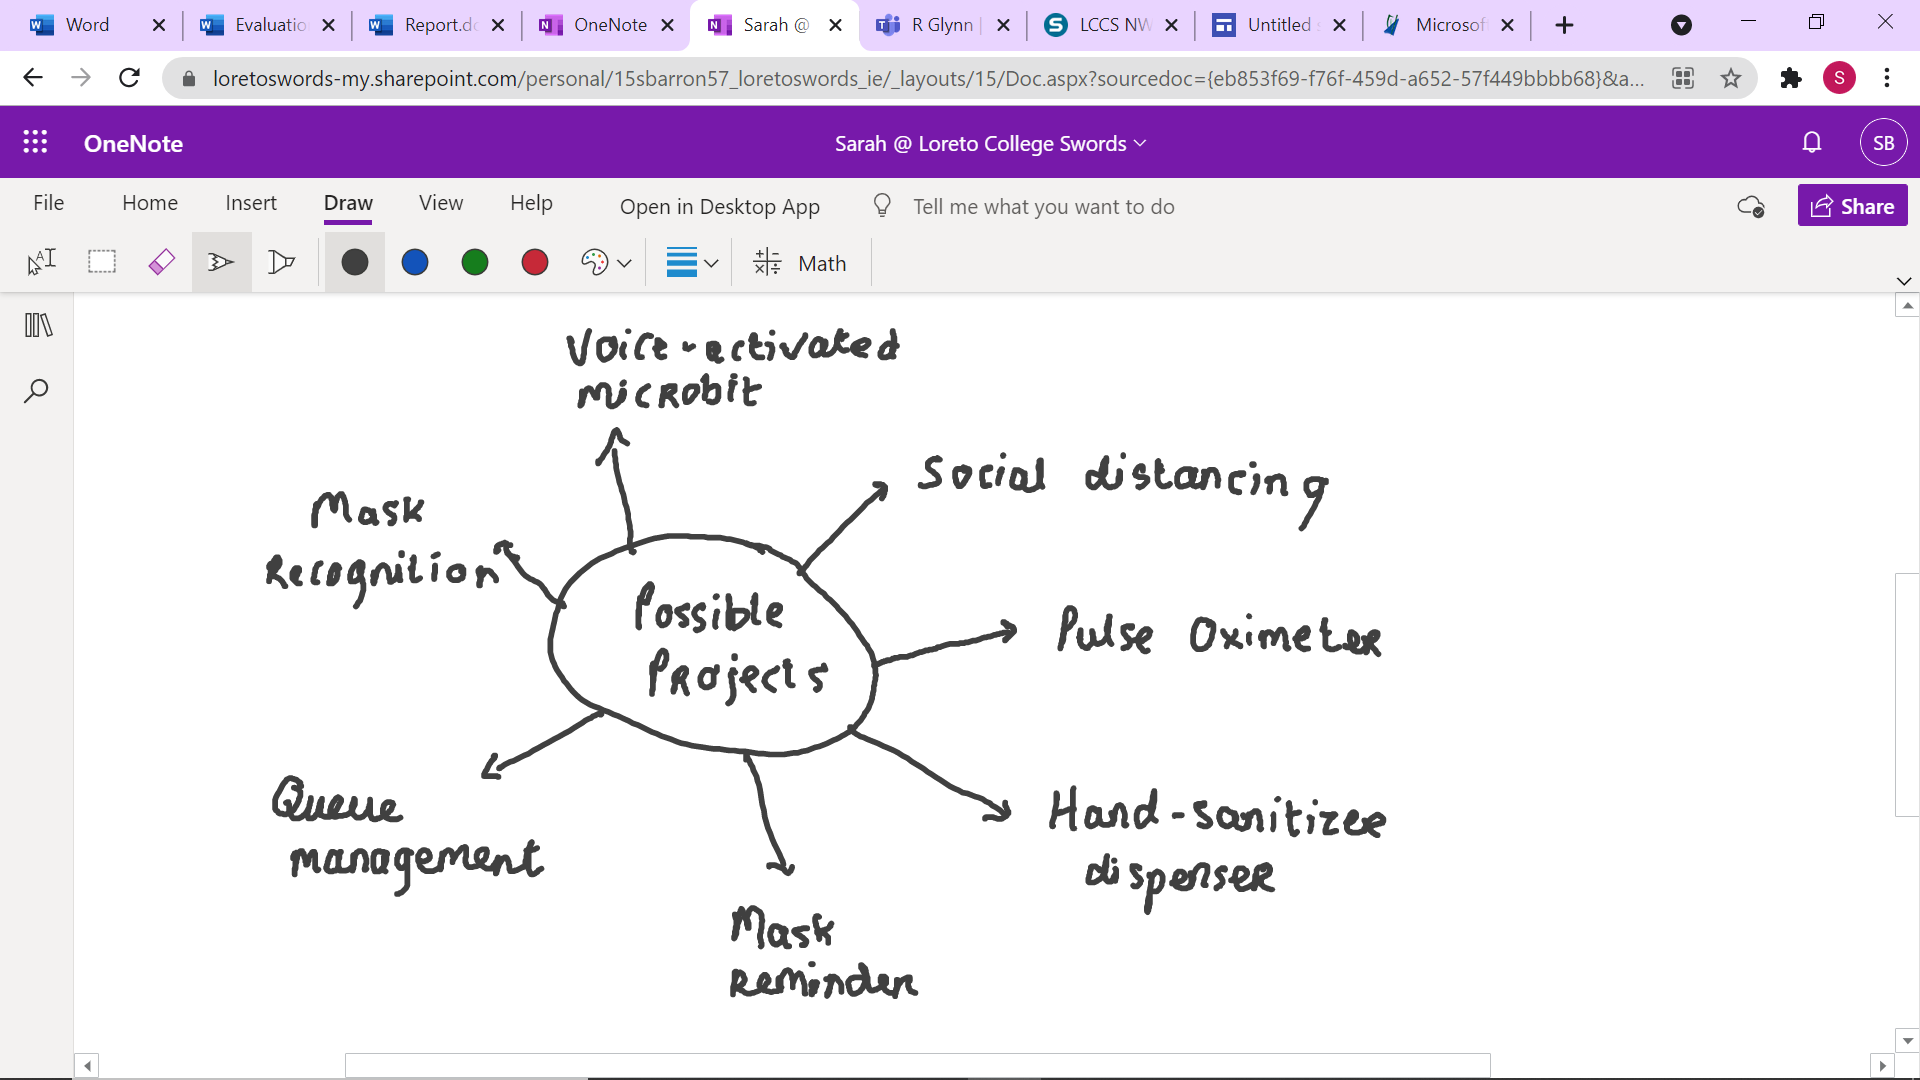 Word Evaluatio Report.d OneNote Sarah @ R Glynn LCCS NW Untitled Microsof
loretoswords-my.sharepoint.com/personal/15sbarron57_loretoswords_ie/_layouts/15/Doc.aspx?sourcedoc={eb853f69-f76f-459d-a652-57f449bbbb68}&a... S
OneNote Sarah @ Loreto College Swords SB
File Home Insert Draw View Help Open in Desktop App Tell me what you want to do Share
Math
Voice-activated
microbit
Social distancing
Mask
Recognition
Possible
Projects
Pulse Oximeter
Queue
management
Hand-sanitizer
dispenser
Mask
Reminder